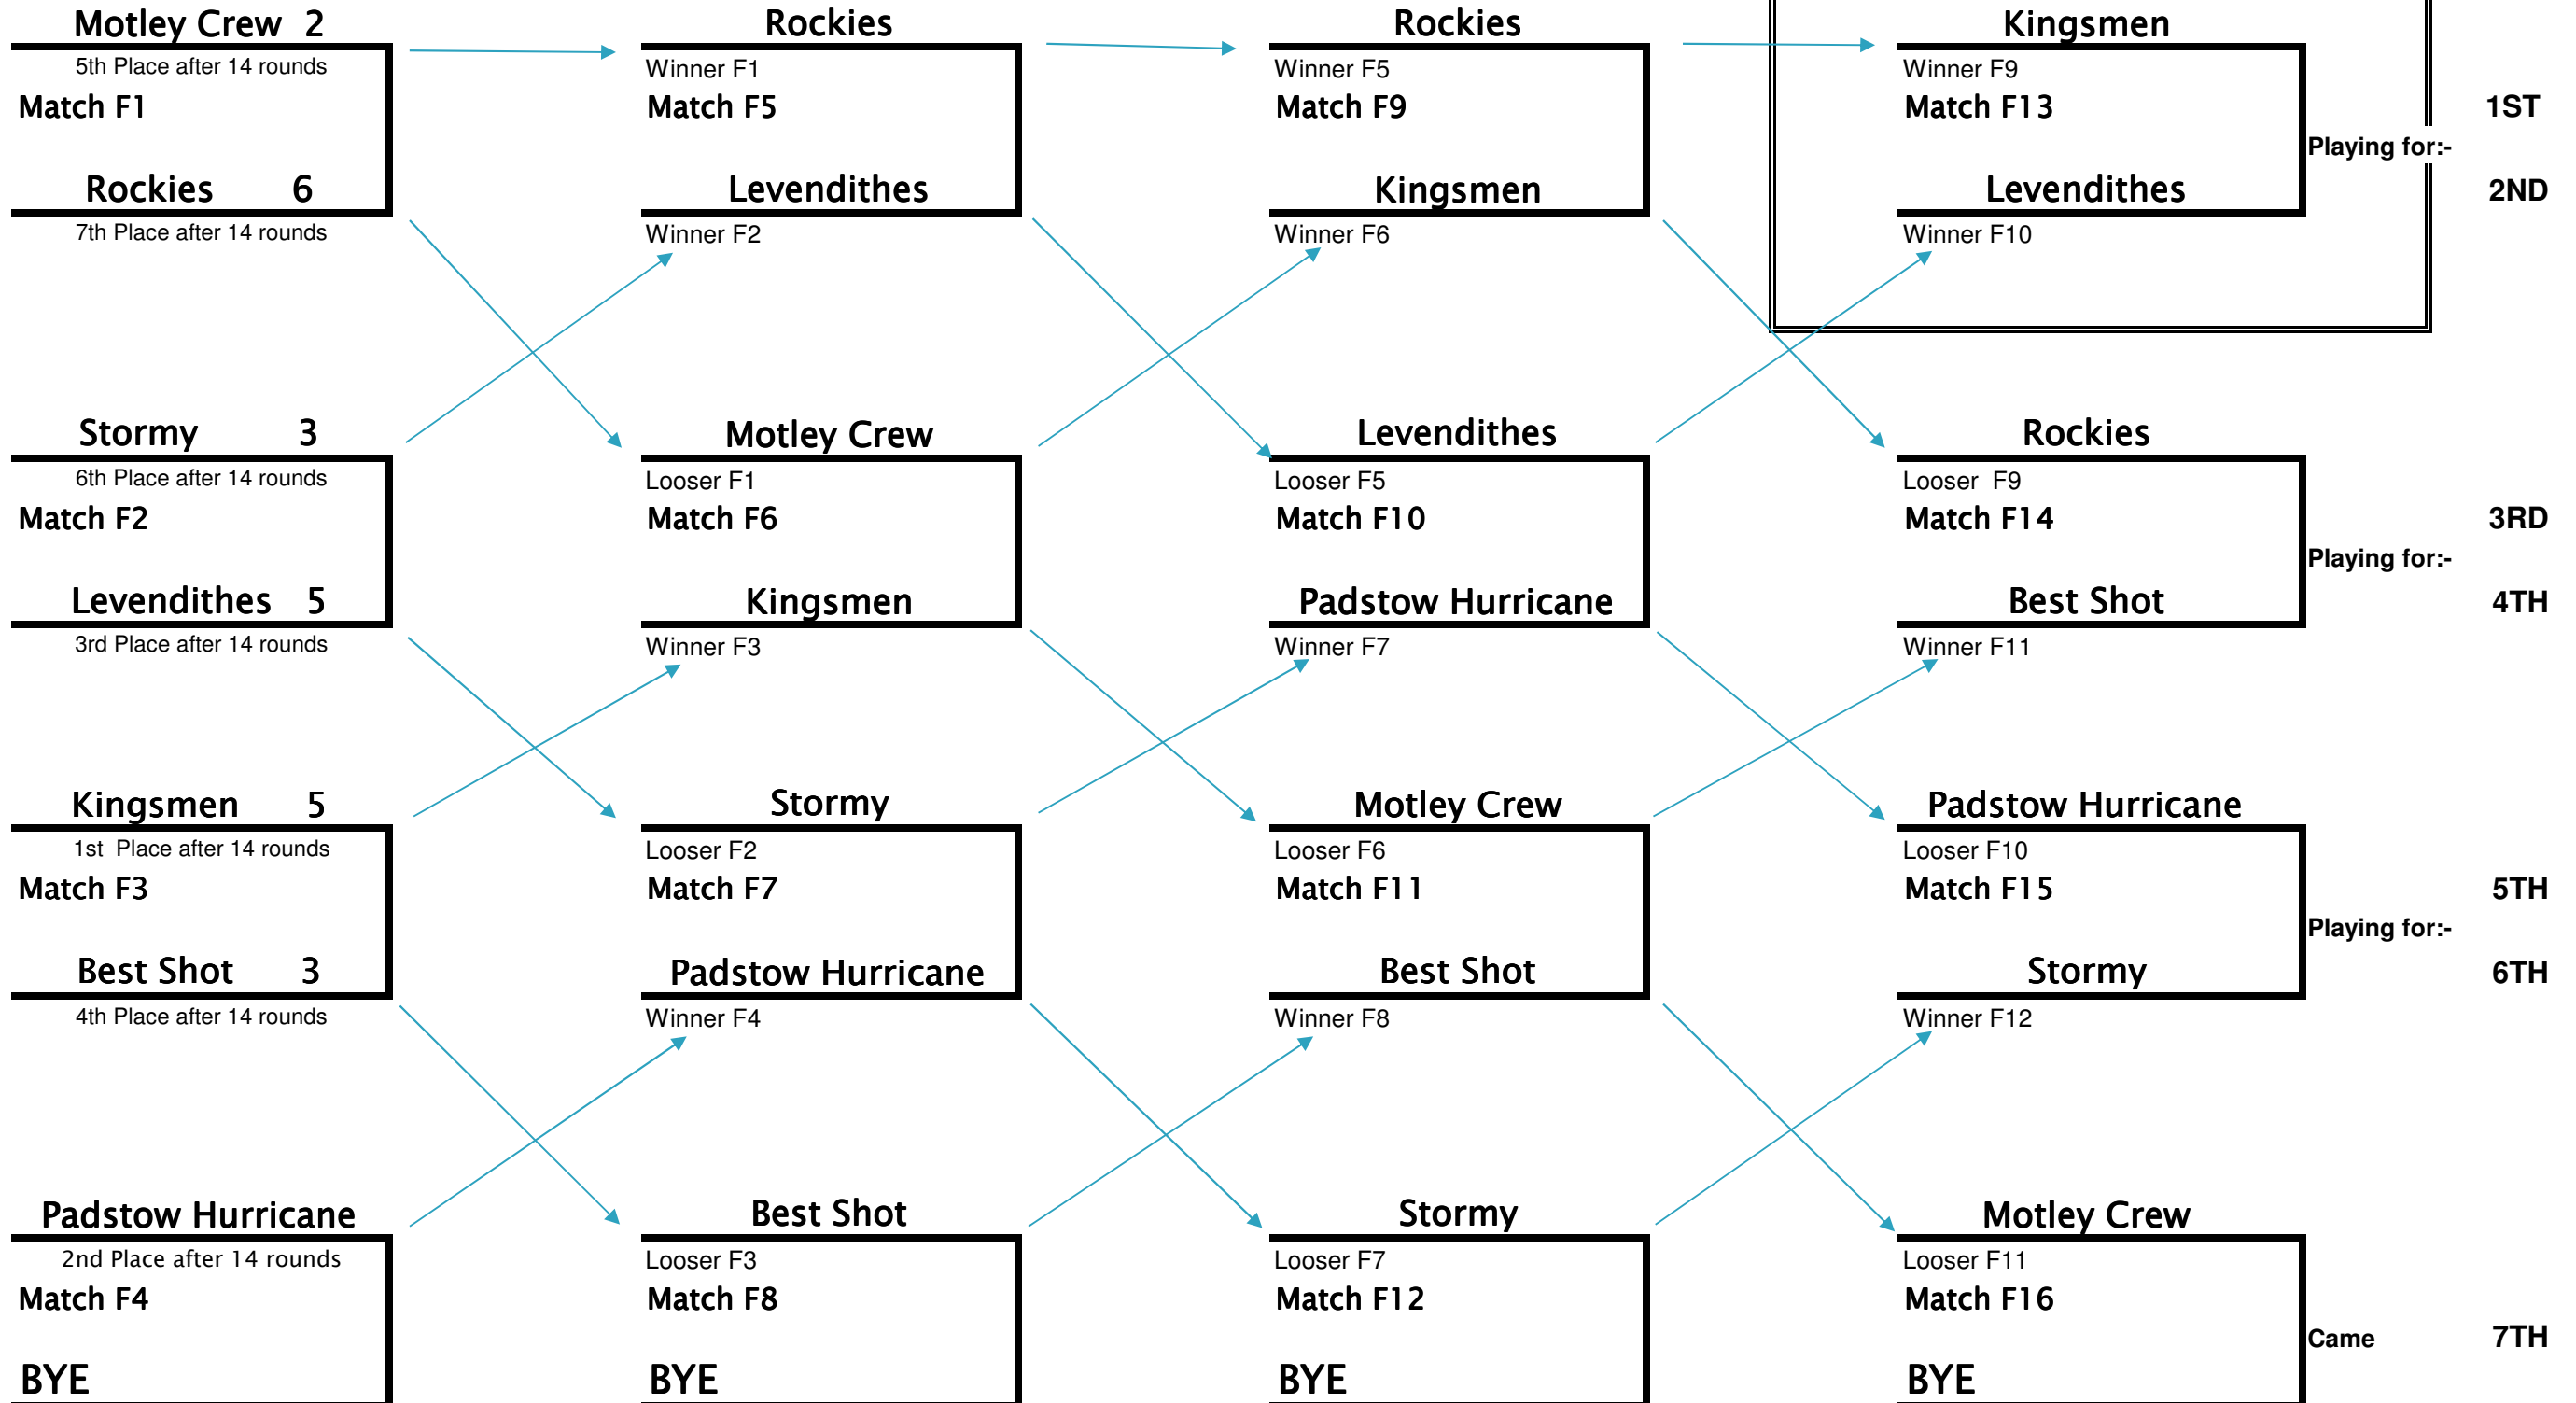 Motley Crew 2
5th Place after 14 rounds
Match F1
Rockies 6
7th Place after 14 rounds
Stormy 3
6th Place after 14 rounds
Match F2
Levendithes 5
3rd Place after 14 rounds
Kingsmen 5
1st Place after 14 rounds
Match F3
Best Shot 3
4th Place after 14 rounds
Padstow Hurricane
2nd Place after 14 rounds
Match F4
BYE
Rockies
Winner F1
Match F5
Levendithes
Winner F2
Motley Crew
Looser F1
Match F6
Kingsmen
Winner F3
Stormy
Looser F2
Match F7
Padstow Hurricane
Winner F4
Best Shot
Looser F3
Match F8
BYE
Rockies
Winner F5
Match F9
Kingsmen
Winner F6
Levendithes
Looser F5
Match F10
Padstow Hurricane
Winner F7
Motley Crew
Looser F6
Match F11
Best Shot
Winner F8
Stormy
Looser F7
Match F12
BYE
Kingsmen
Winner F9
Match F13
Levendithes
Winner F10
Playing for:-
1ST
2ND
Rockies
Looser F9
Match F14
Best Shot
Winner F11
Playing for:-
3RD
4TH
Padstow Hurricane
Looser F10
Match F15
Stormy
Winner F12
Playing for:-
5TH
6TH
Motley Crew
Looser F11
Match F16
BYE
Came
7TH